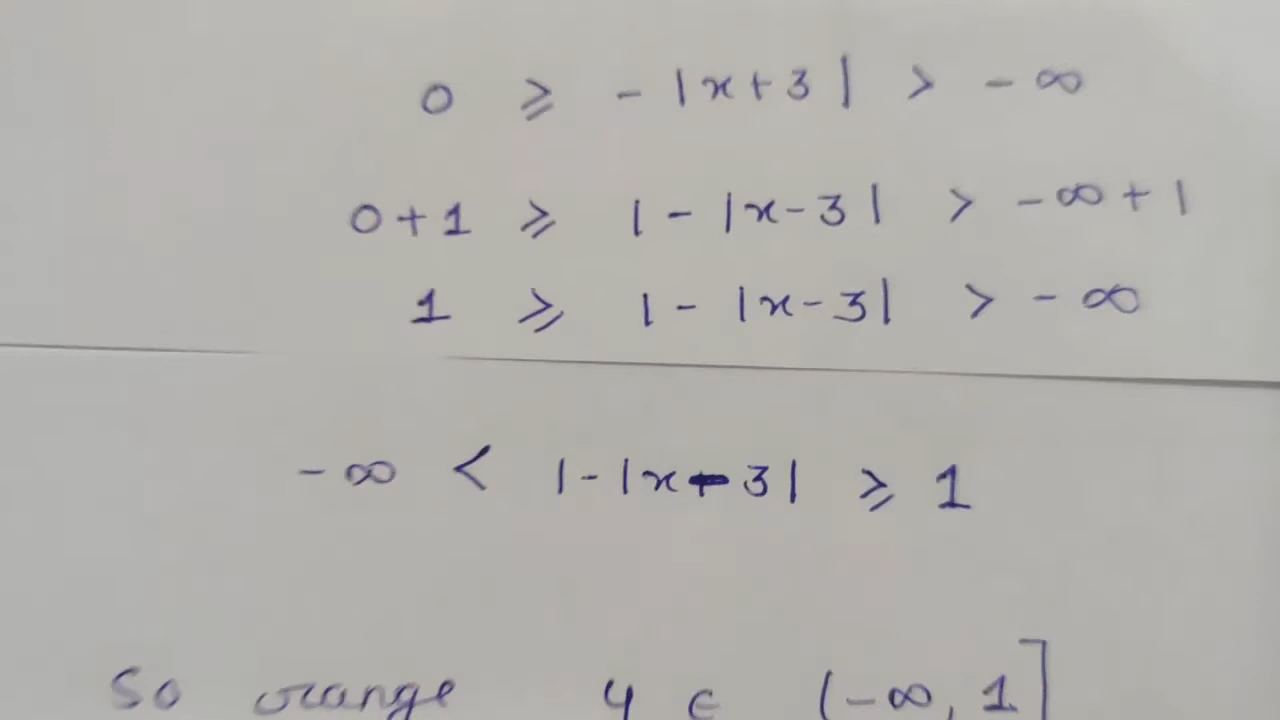 0 ⩾ - |x+3| > - ∞
0+1 ⩾ 1 - |x-3| > -∞+1
1 ⩾ 1 - |x-3| > - ∞
-∞ < 1-|x-3| ⩾ 1
So range y ∈ (-∞, 1]